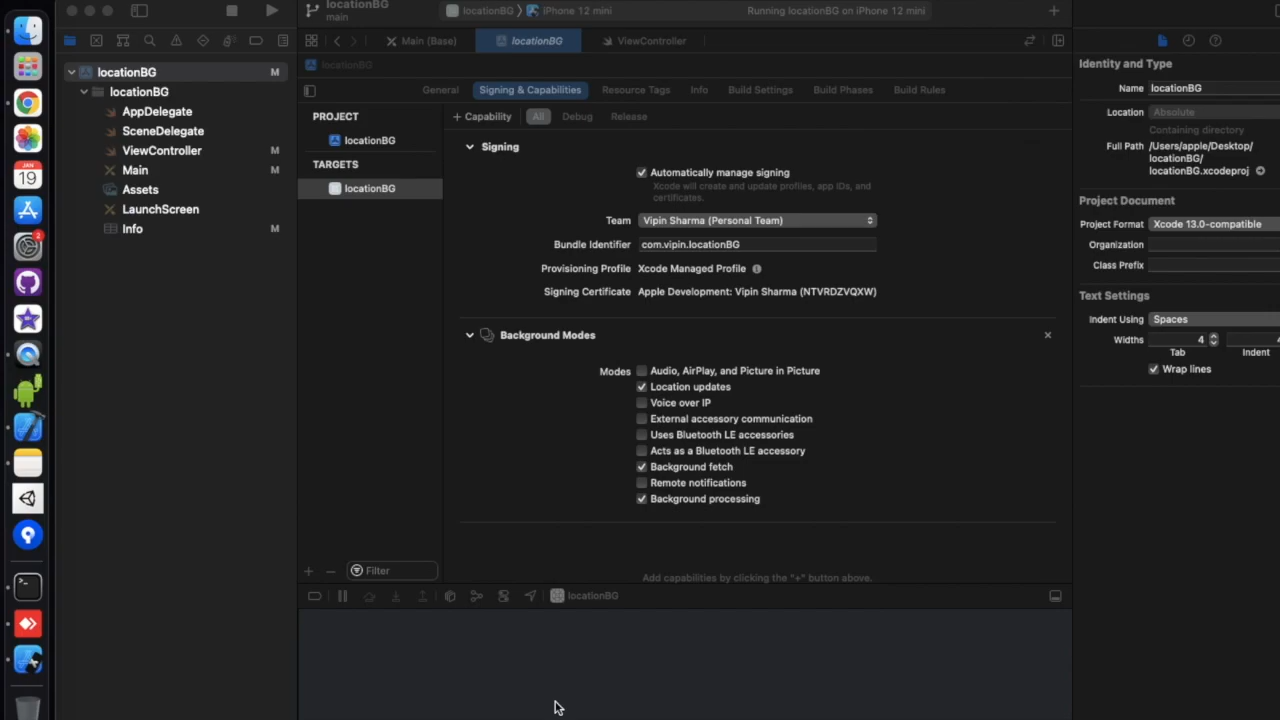 locationBG
main
locationBG
iPhone 12 mini
Running locationBG on iPhone 12 mini
Main (Base)
locationBG
ViewController
locationBG
General
Signing & Capabilities
Resource Tags
Info
Build Settings
Build Phases
Build Rules
+ Capability
All
Debug
Release
JAN
19
2
locationBG M
locationBG
AppDelegate
SceneDelegate
ViewController M
Main M
Assets
LaunchScreen
Info M
PROJECT
locationBG
TARGETS
locationBG
Filter
Signing
Automatically manage signing
Xcode will create and update profiles, app IDs, and
certificates.
Team Vipin Sharma (Personal Team)
Bundle Identifier com.vipin.locationBG
Provisioning Profile Xcode Managed Profile
Signing Certificate Apple Development: Vipin Sharma (NTVRDZVQXW)
Background Modes
Modes Audio, AirPlay, and Picture in Picture
Location updates
Voice over IP
External accessory communication
Uses Bluetooth LE accessories
Acts as a Bluetooth LE accessory
Background fetch
Remote notifications
Background processing
Add capabilities by clicking the "+" button above.
locationBG
Identity and Type
Name locationBG
Location Absolute
Containing directory
Full Path /Users/apple/Desktop/
locationBG/
locationBG.xcodeproj
Project Document
Project Format Xcode 13.0-compatible
Organization
Class Prefix
Text Settings
Indent Using Spaces
Widths 4
Tab Indent
Wrap lines